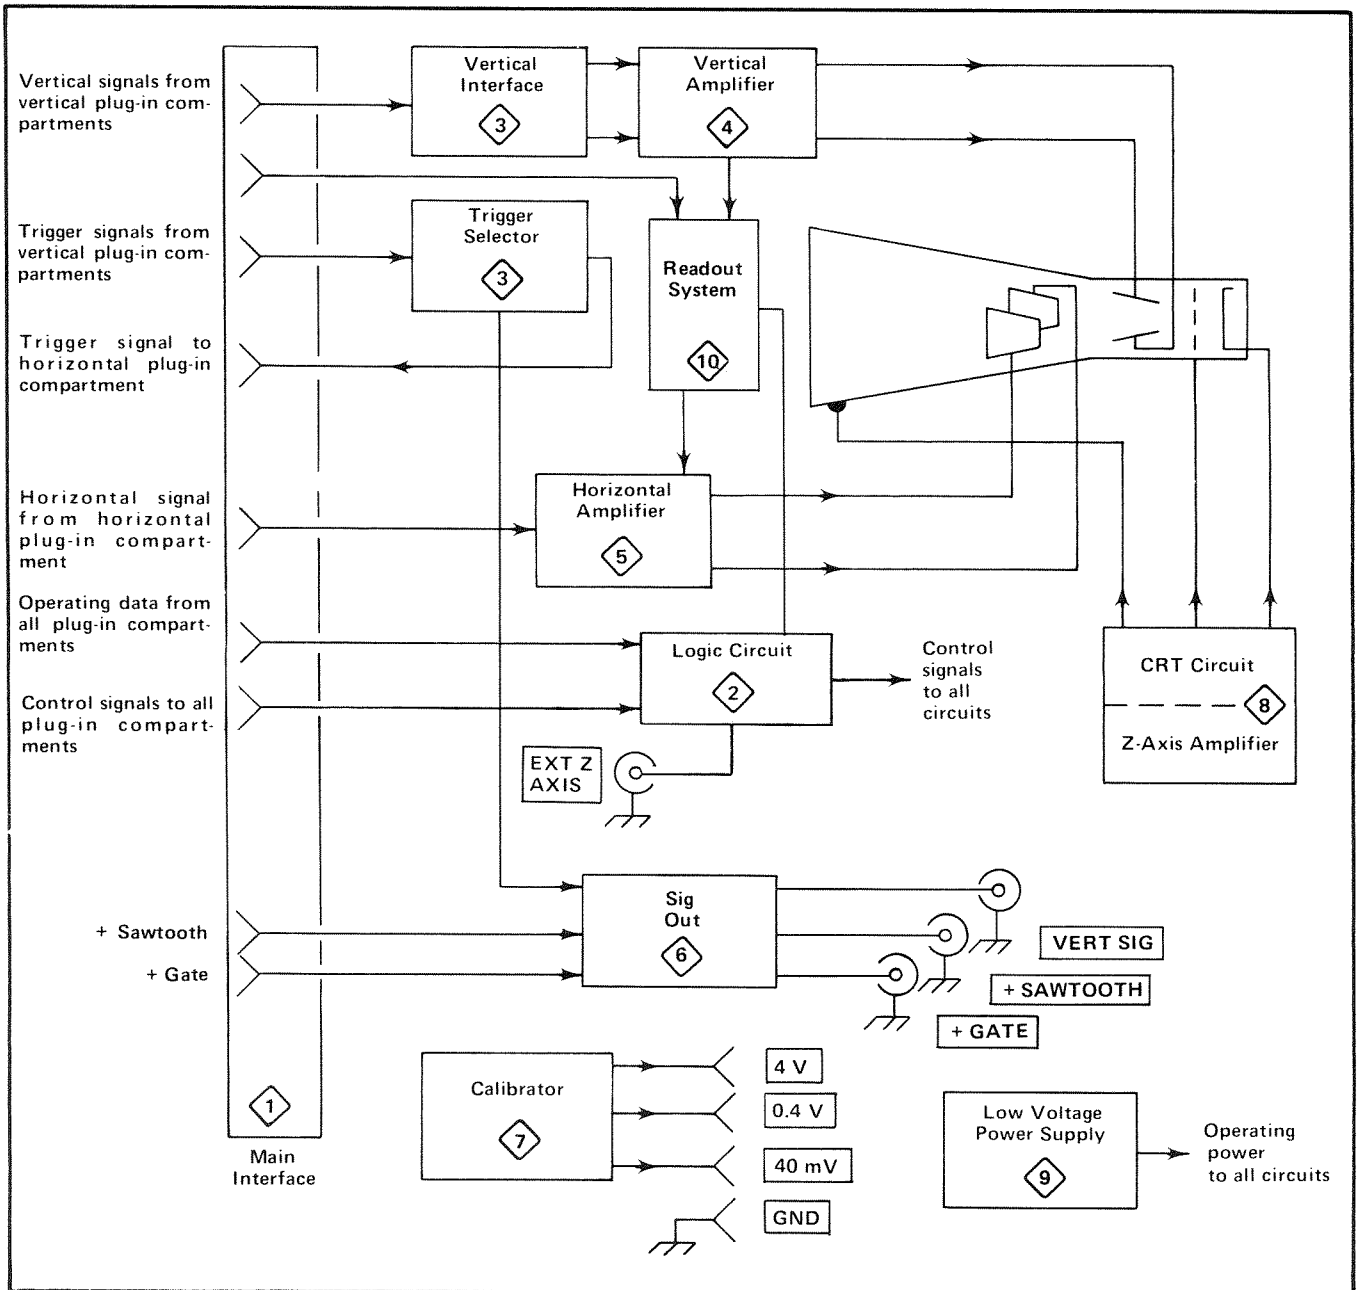 Vertical signals from
vertical plug-in com-
partments
Vertical
Interface
3
Vertical
Amplifier
4
Trigger signals from
vertical plug-in com-
partments
Trigger
Selector
3
Readout
System
10
Trigger signal to
horizontal plug-in
compartment
Horizontal signal
from horizontal
plug-in compart-
ment
Horizontal
Amplifier
5
Operating data from
all plug-in compart-
ments
Logic Circuit
2
Control
signals
to all
circuits
CRT Circuit
8
Z-Axis Amplifier
Control signals to all
plug-in compart-
ments
EXT Z
AXIS
+ Sawtooth
+ Gate
Sig
Out
6
VERT SIG
+ SAWTOOTH
+ GATE
1
Main
Interface
Calibrator
7
4 V
0.4 V
40 mV
GND
Low Voltage
Power Supply
9
Operating
power
to all circuits